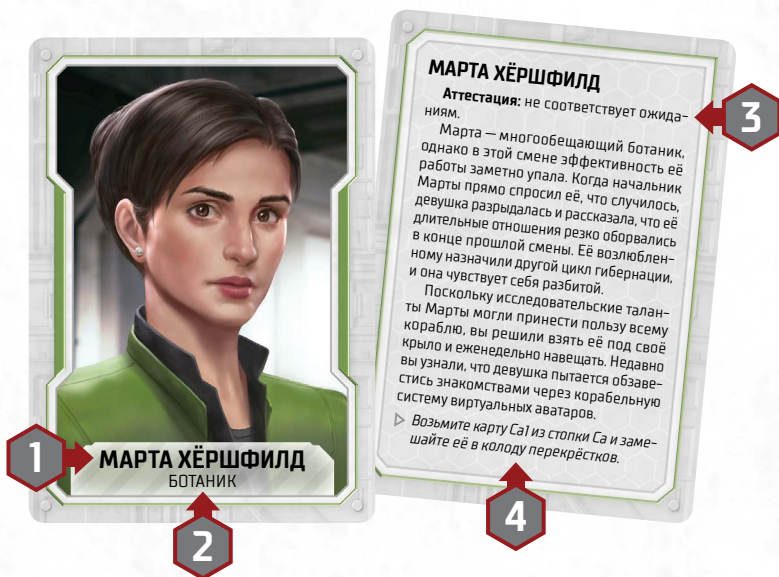 МАРТА ХЁРШФИЛД
БОТАНИК
1
2
МАРТА ХЁРШФИЛД
Аттестация: не соответствует ожида-
ниям.
Марта — многообещающий ботаник,
однако в этой смене эффективность её
работы заметно упала. Когда начальник
Марты прямо спросил её, что случилось,
девушка разрыдалась и рассказала, что её
длительные отношения резко оборвались
в конце прошлой смены. Её возлюблен-
ному назначили другой цикл гибернации,
и она чувствует себя разбитой.
Поскольку исследовательские талан-
ты Марты могли принести пользу всему
кораблю, вы решили взять её под своё
крыло и еженедельно навещать. Недавно
вы узнали, что девушка пытается обзаве-
стись знакомствами через корабельную
систему виртуальных аватаров.
▷ Возьмите карту Ca1 из стопки Ca и заме-
шайте её в колоду перекрёстков.
3
4